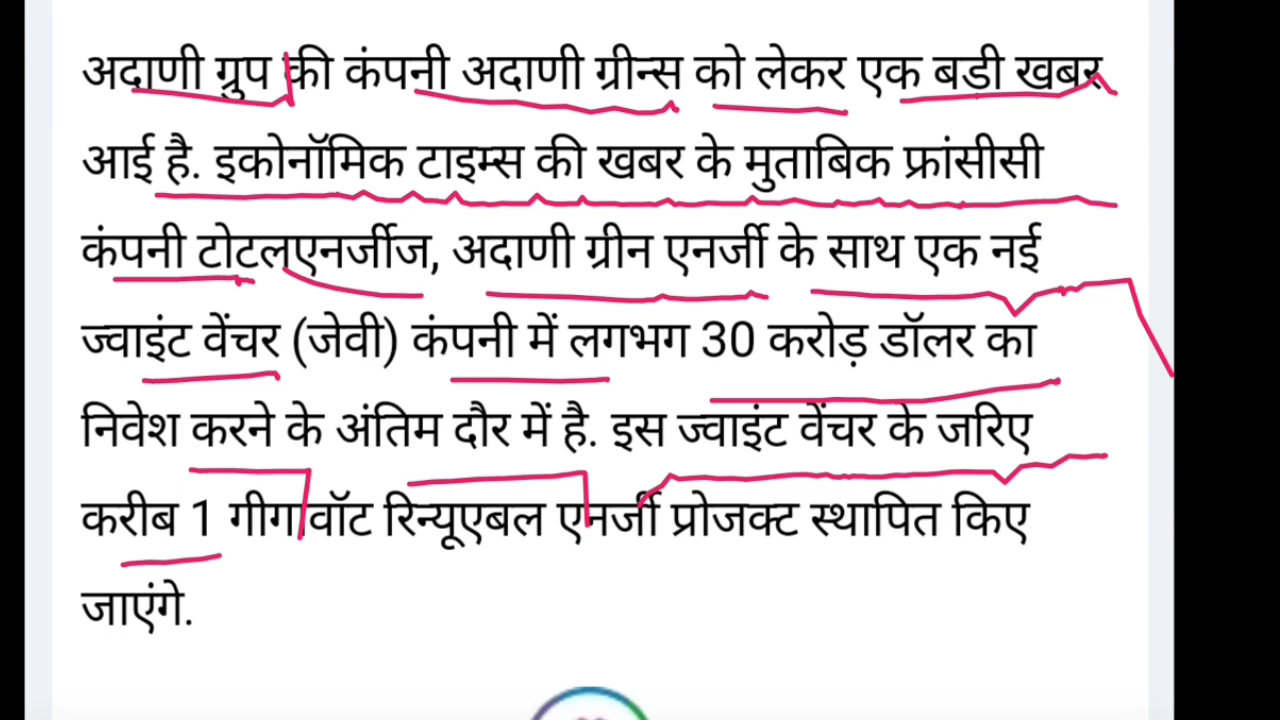 अदाणी ग्रुप की कंपनी अदाणी ग्रीन्स को लेकर एक बडी खबर
आई है. इकोनॉमिक टाइम्स की खबर के मुताबिक फ्रांसीसी
कंपनी टोटलएनर्जीज, अदाणी ग्रीन एनर्जी के साथ एक नई
ज्वाइंट वेंचर (जेवी) कंपनी में लगभग 30 करोड़ डॉलर का
निवेश करने के अंतिम दौर में है. इस ज्वाइंट वेंचर के जरिए
करीब 1 गीगावॉट रिन्यूएबल एनर्जी प्रोजक्ट स्थापित किए
जाएंगे.